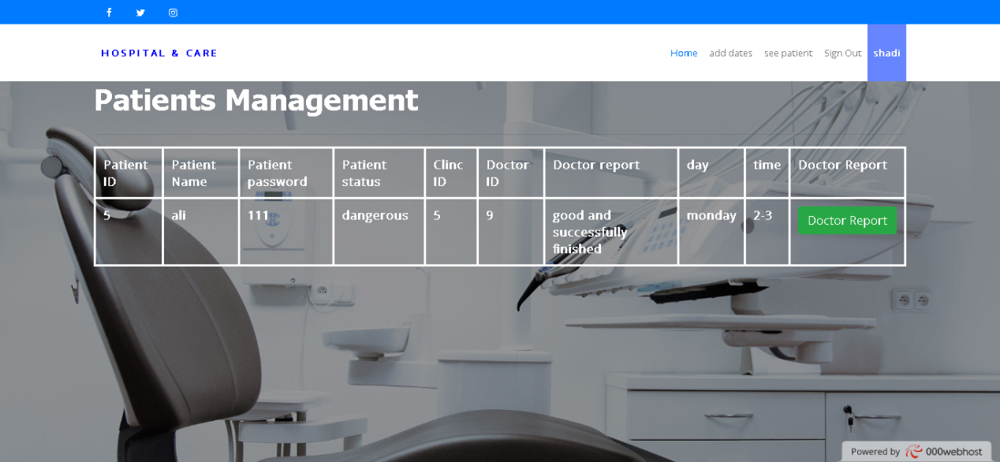 HOSPITAL & CARE
Home add dates see patient Sign Out shadi
Patients Management
Patient ID Patient Name Patient password Patient status Clinc ID Doctor ID Doctor report day time Doctor Report
5 ali 111 dangerous 5 9 good and successfully finished monday 2-3 Doctor Report
Powered by 000webhost